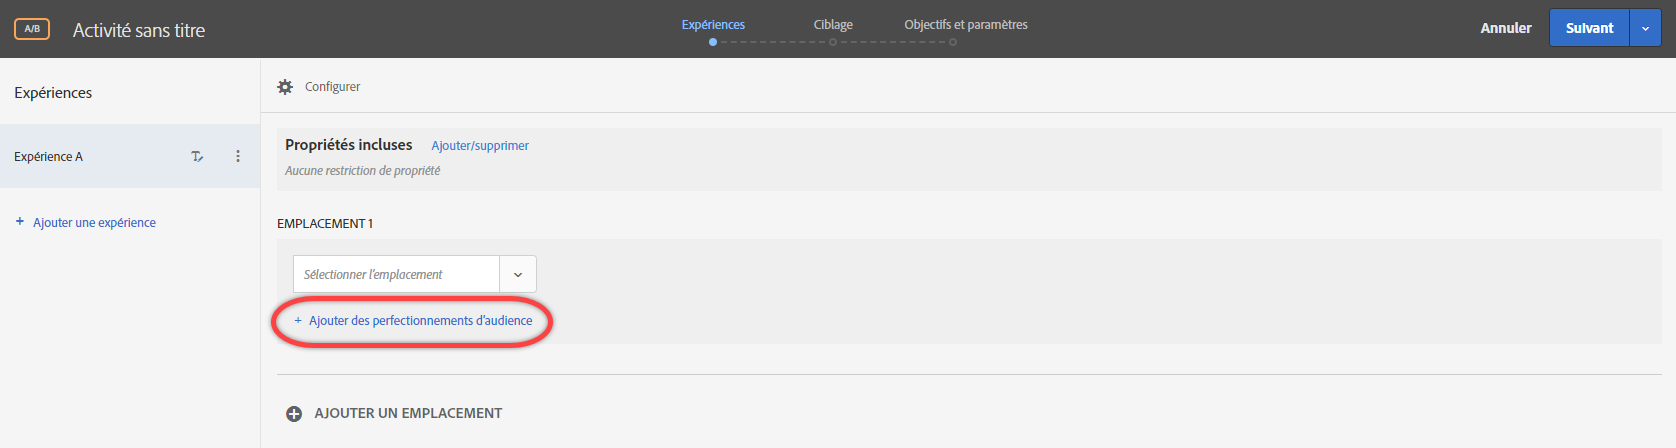 A/B
Activité sans titre
Expériences
Ciblage
Objectifs et paramètres
Annuler
Suivant
Expériences
Expérience A
+ Ajouter une expérience
Configurer
Propriétés incluses Ajouter/supprimer
Aucune restriction de propriété
EMPLACEMENT 1
Sélectionner l'emplacement
+ Ajouter des perfectionnements d'audience
AJOUTER UN EMPLACEMENT